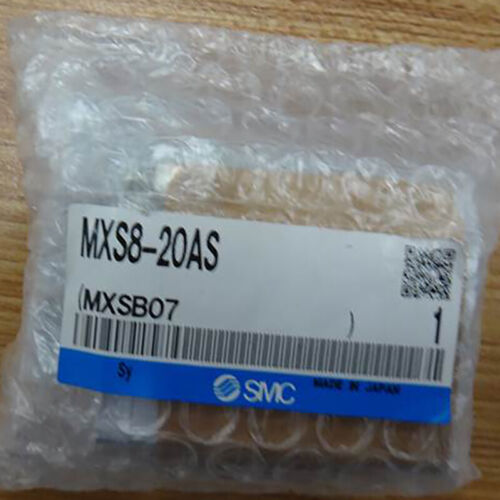 MXS8-20AS
(MXSB07 )
1
Sy SMC MADE IN JAPAN